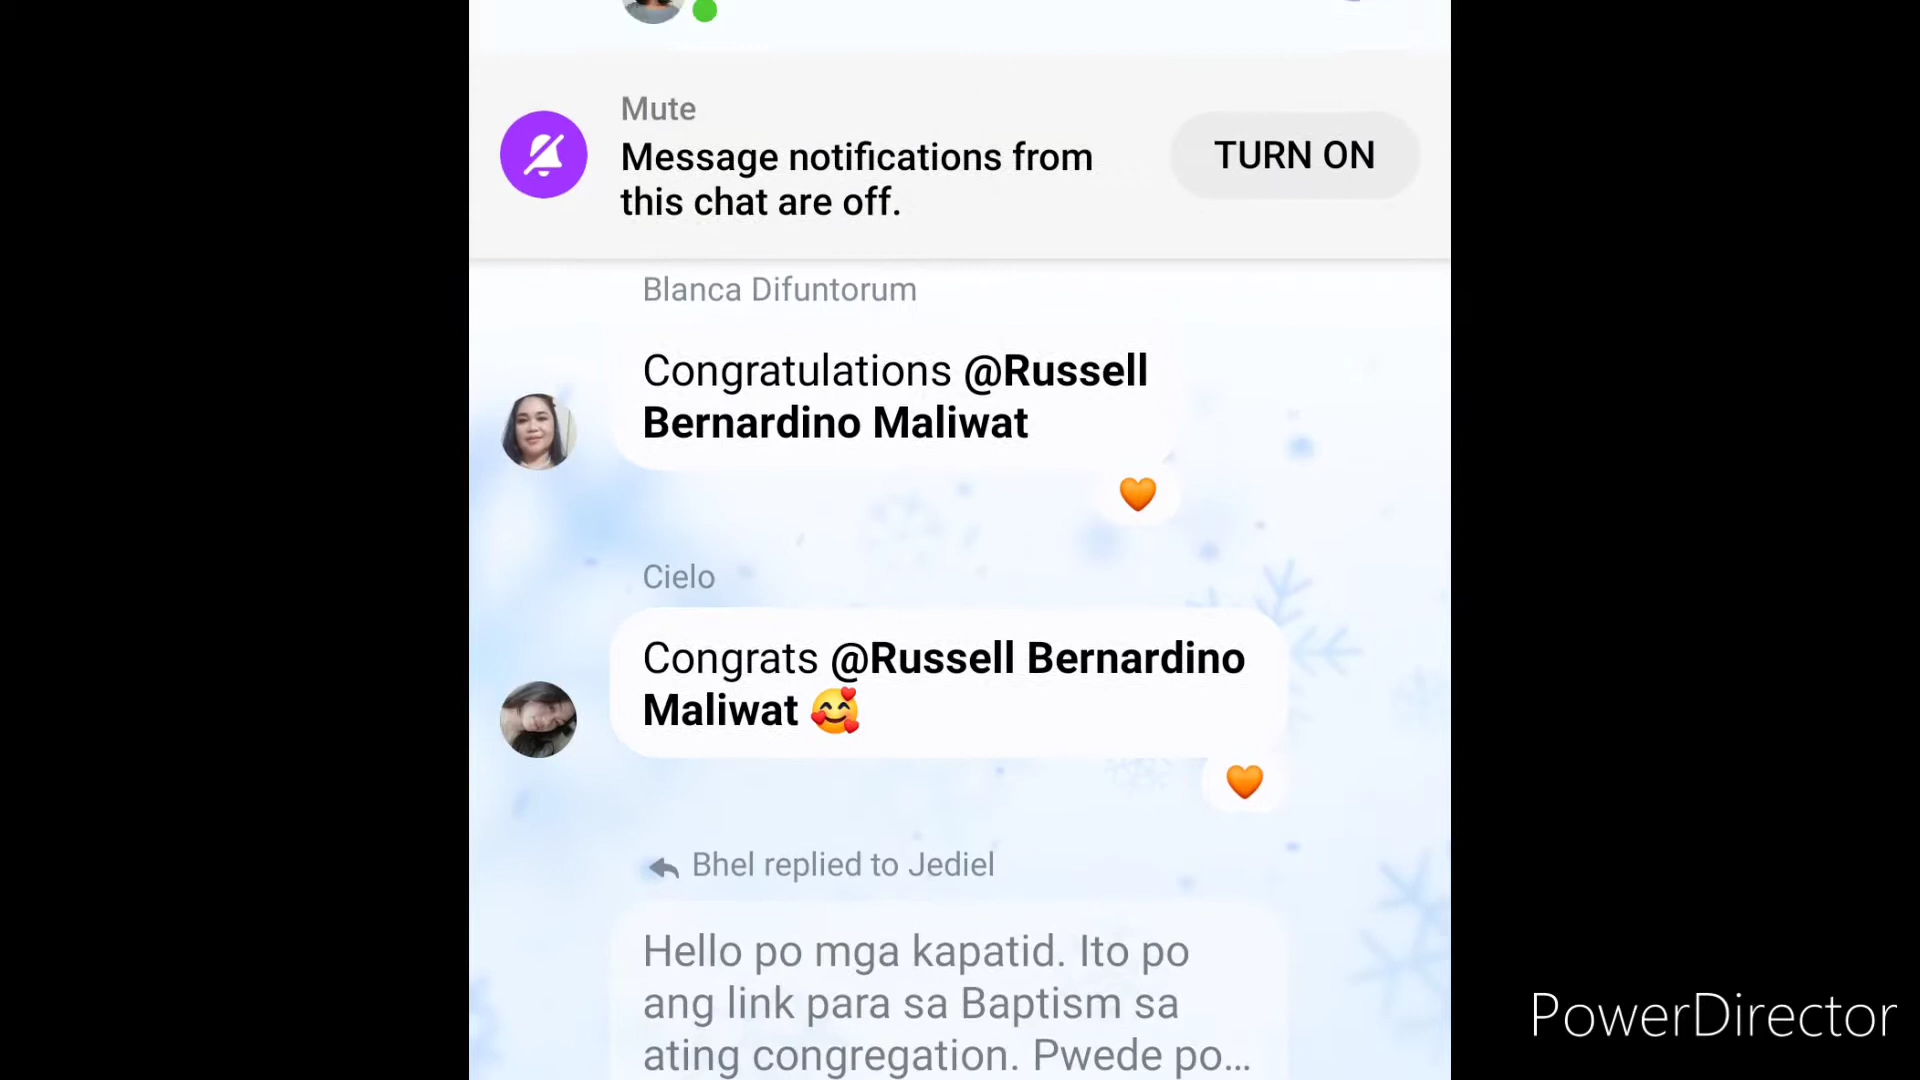 Mute
Message notifications from
this chat are off.
TURN ON
Blanca Difuntorum
Congratulations @Russell
Bernardino Maliwat
Cielo
Congrats @Russell Bernardino
Maliwat 🥰
Bhel replied to Jediel
Hello po mga kapatid. Ito po
ang link para sa Baptism sa
ating congregation. Pwede po...
PowerDirector